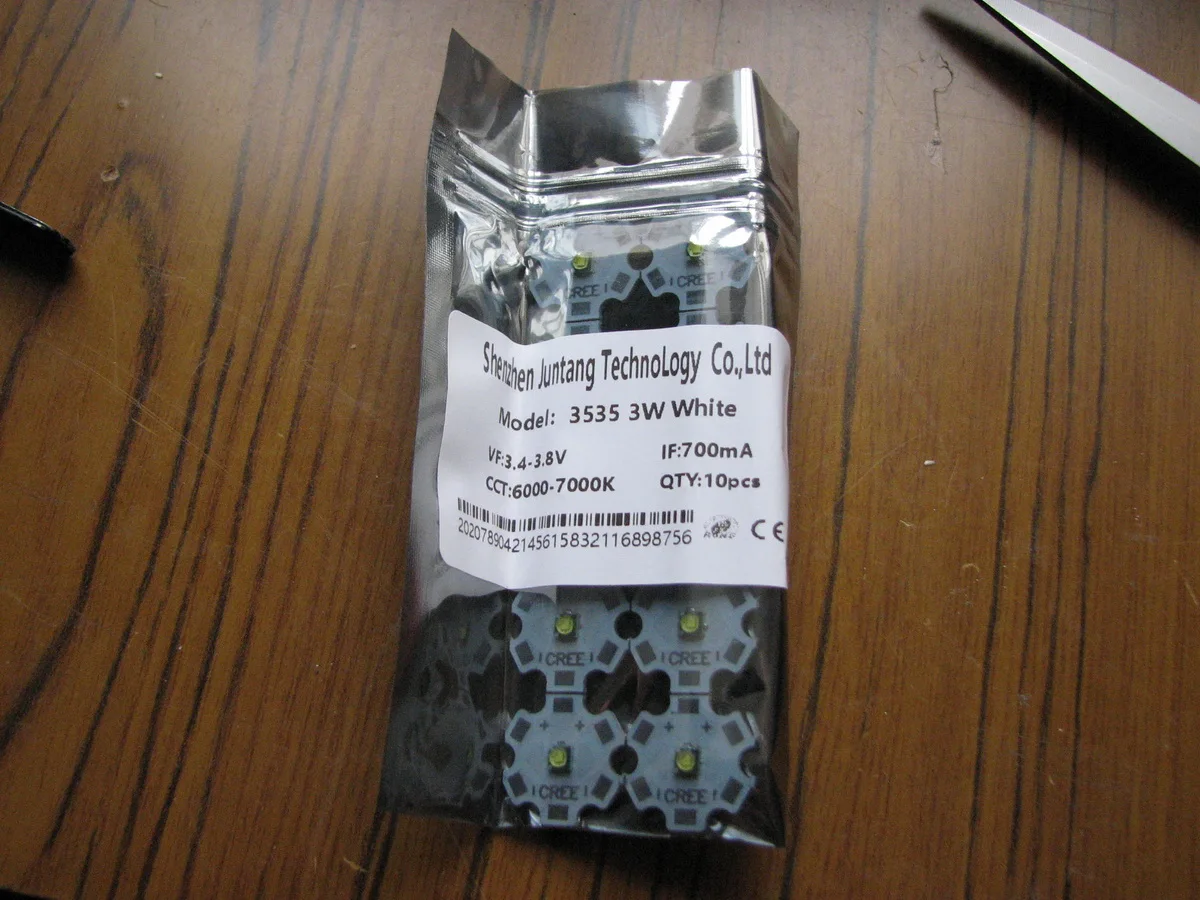 CREE
CREE
Shenzhen Juntang TechnoLogy Co.,Ltd
Model: 3535 3W White
VF:3.4-3.8V IF:700mA
CCT:6000-7000K QTY:10pcs
2020789042145615832116898756 CE
CREE
CREE
+ + + +
CREE
CREE